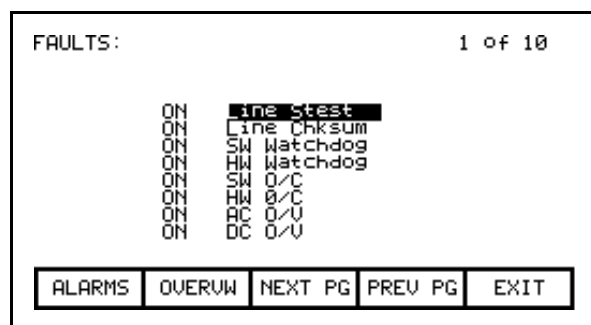 FAULTS: 1 of 10
ON Line Stest
ON Line Chksum
ON SW Watchdog
ON HW Watchdog
ON SW O/C
ON HW O/C
ON AC O/V
ON DC O/V
ALARMS OVERVW NEXT PG PREV PG EXIT